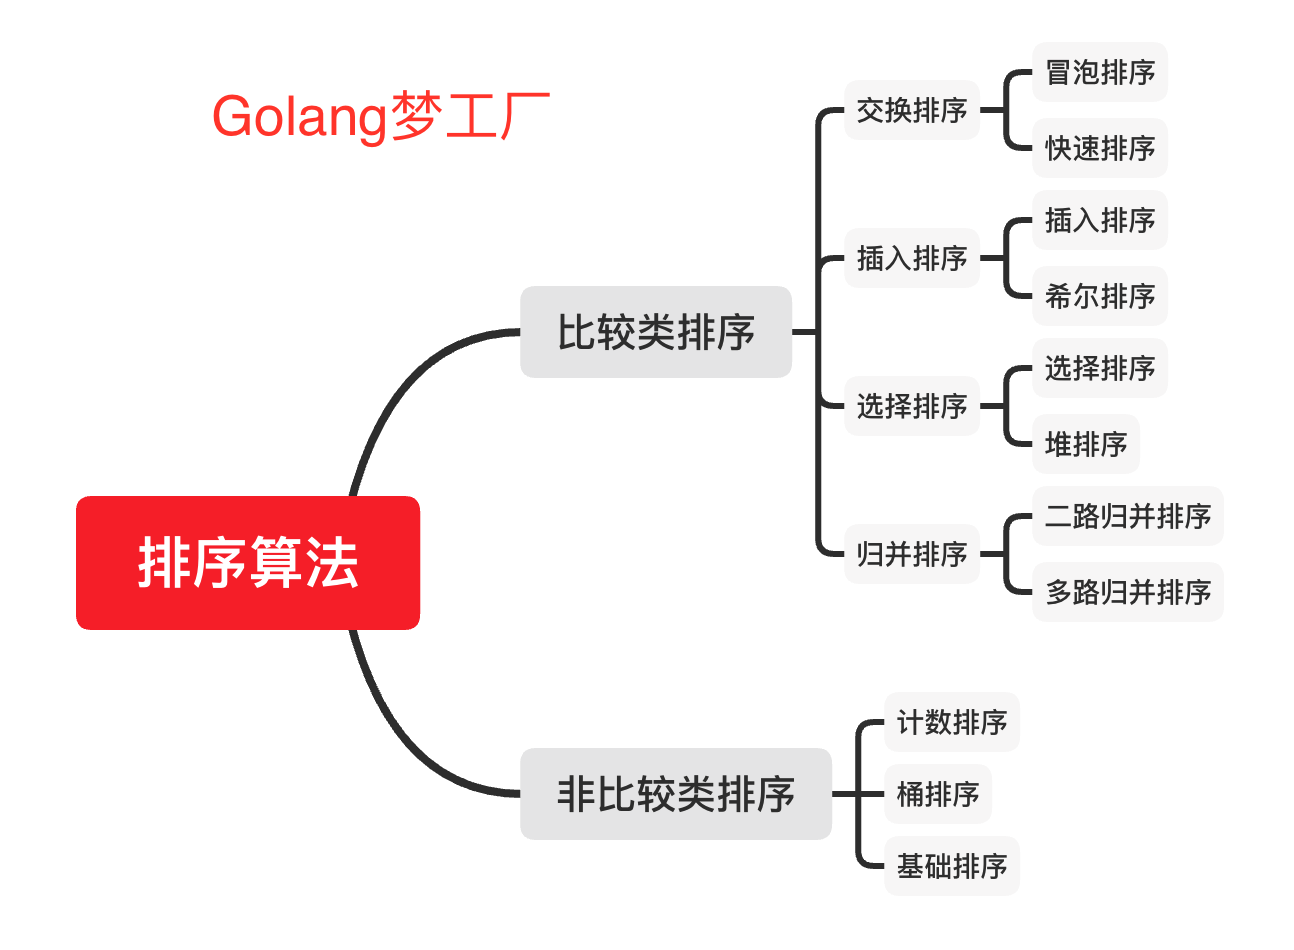 Golang梦工厂
排序算法
比较类排序
交换排序
冒泡排序
快速排序
插入排序
插入排序
希尔排序
选择排序
选择排序
堆排序
归并排序
二路归并排序
多路归并排序
非比较类排序
计数排序
桶排序
基础排序